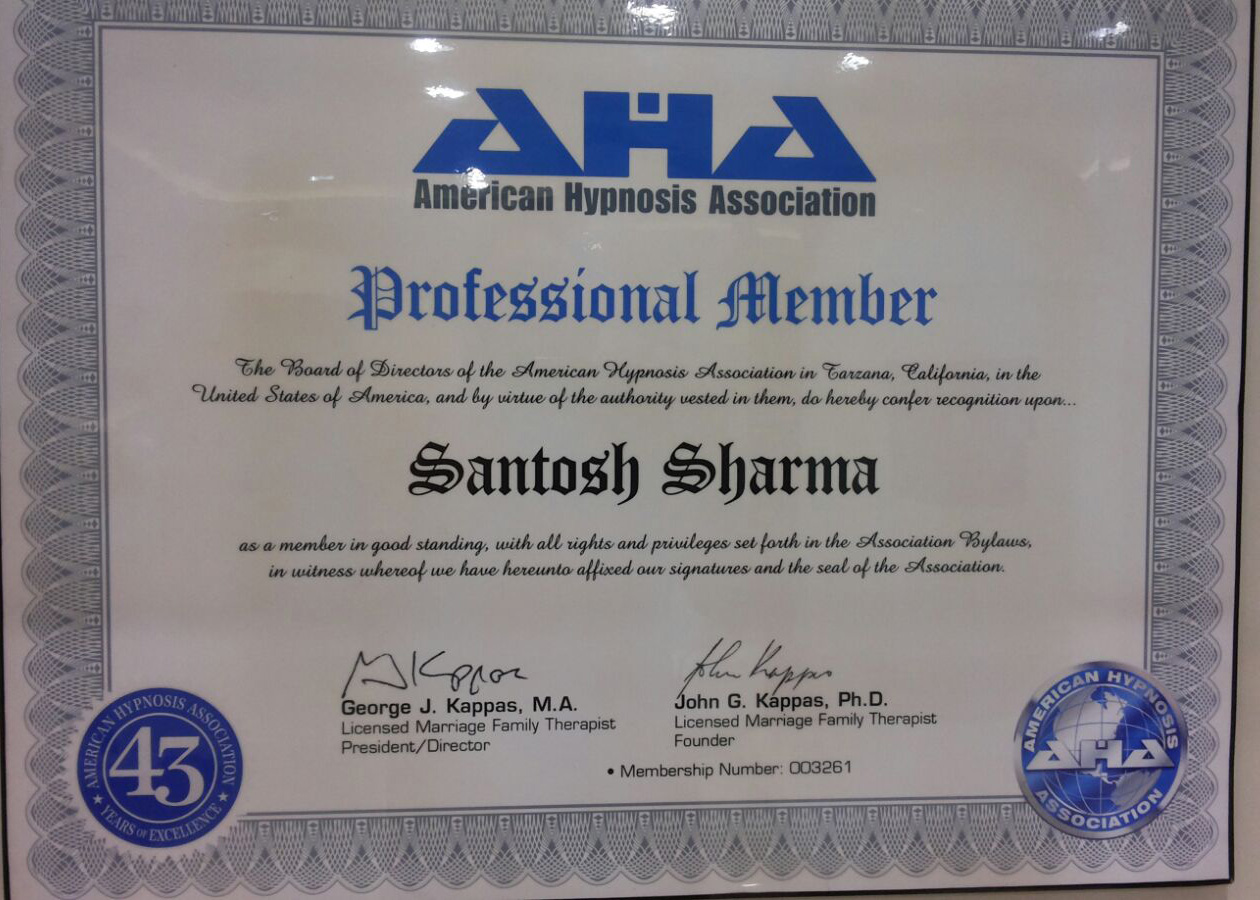 AHA
American Hypnosis Association
Professional Member
The Board of Directors of the American Hypnosis Association in Tarzana, California, in the
United States of America, and by virtue of the authority vested in them, do hereby confer recognition upon...
Santosh Sharma
as a member in good standing, with all rights and privileges set forth in the Association Bylaws,
in witness whereof we have hereunto affixed our signatures and the seal of the Association.
George J. Kappas, M.A.
Licensed Marriage Family Therapist
President/Director
John Kappas
John G. Kappas, Ph.D.
Licensed Marriage Family Therapist
Founder
• Membership Number: 003261
AMERICAN HYPNOSIS ASSOCIATION
43
★ YEARS OF EXCELLENCE ★
AMERICAN HYPNOSIS
AHA
ASSOCIATION